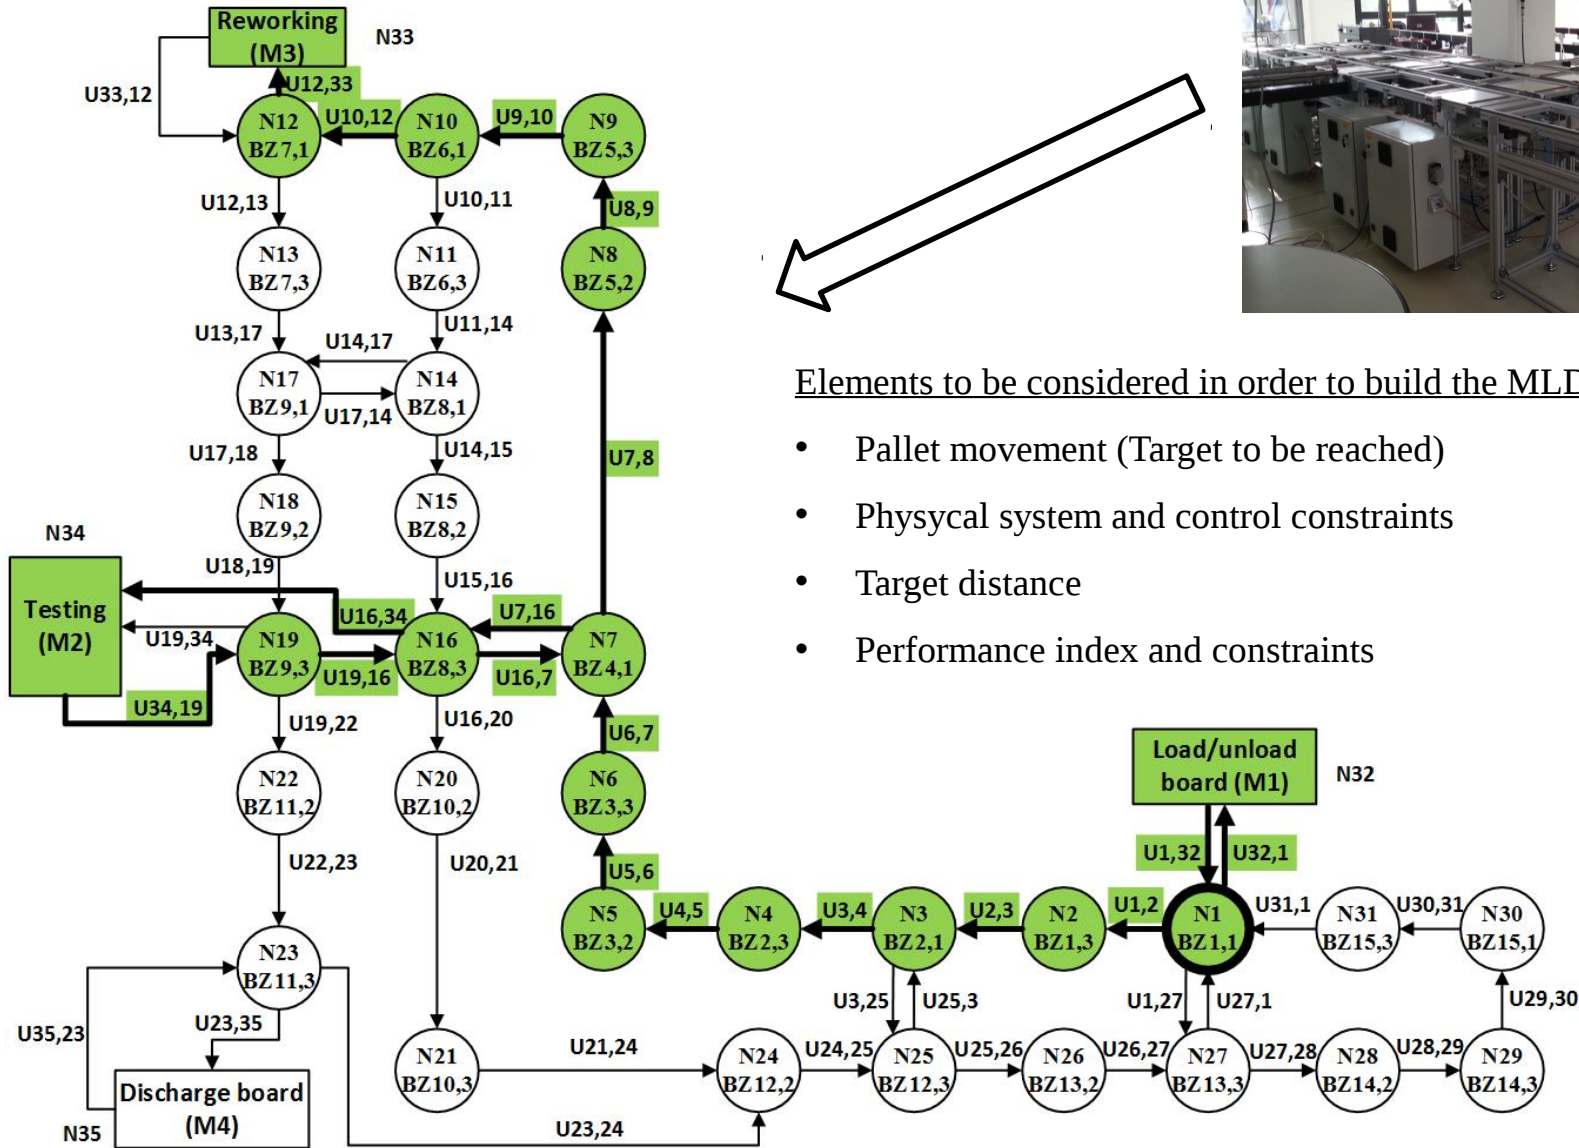 Reworking
(M3)
N33
U33,12
U12,33
N12
BZ7,1
U10,12
N10
BZ6,1
U9,10
N9
BZ5,3
U12,13
U10,11
U8,9
N13
BZ7,3
N11
BZ6,3
N8
BZ5,2
U13,17
U14,17
U11,14
N17
BZ9,1
U17,14
N14
BZ8,1
Elements to be considered in order to build the MLD
• Pallet movement (Target to be reached)
• Physycal system and control constraints
• Target distance
• Performance index and constraints
U17,18
U14,15
U7,8
N18
BZ9,2
N15
BZ8,2
N34
U18,19
U15,16
Testing
(M2)
U16,34
U7,16
U19,34
N19
BZ9,3
N16
BZ8,3
N7
BZ4,1
U34,19
U19,16
U16,7
U19,22
U16,20
U6,7
N22
BZ11,2
N20
BZ10,2
N6
BZ3,3
Load/unload
board (M1)
N32
U22,23
U20,21
U5,6
U1,32
U32,1
N5
BZ3,2
U4,5
N4
BZ2,3
U3,4
N3
BZ2,1
U2,3
N2
BZ1,3
U1,2
N1
BZ1,1
U31,1
N31
BZ15,3
U30,31
N30
BZ15,1
N23
BZ11,3
U3,25
U25,3
U1,27
U27,1
U29,30
U35,23
U23,35
N21
BZ10,3
U21,24
N24
BZ12,2
U24,25
N25
BZ12,3
U25,26
N26
BZ13,2
U26,27
N27
BZ13,3
U27,28
N28
BZ14,2
U28,29
N29
BZ14,3
Discharge board
(M4)
N35
U23,24